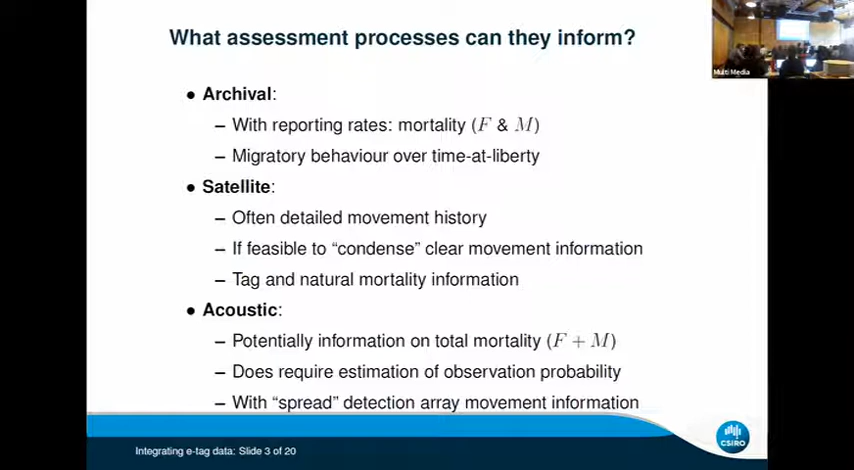 What assessment processes can they inform?
Multi Media
• Archival:
– With reporting rates: mortality (F & M)
– Migratory behaviour over time-at-liberty
• Satellite:
– Often detailed movement history
– If feasible to “condense” clear movement information
– Tag and natural mortality information
• Acoustic:
– Potentially information on total mortality (F + M)
– Does require estimation of observation probability
– With “spread” detection array movement information
CSIRO
Integrating e-tag data: Slide 3 of 20